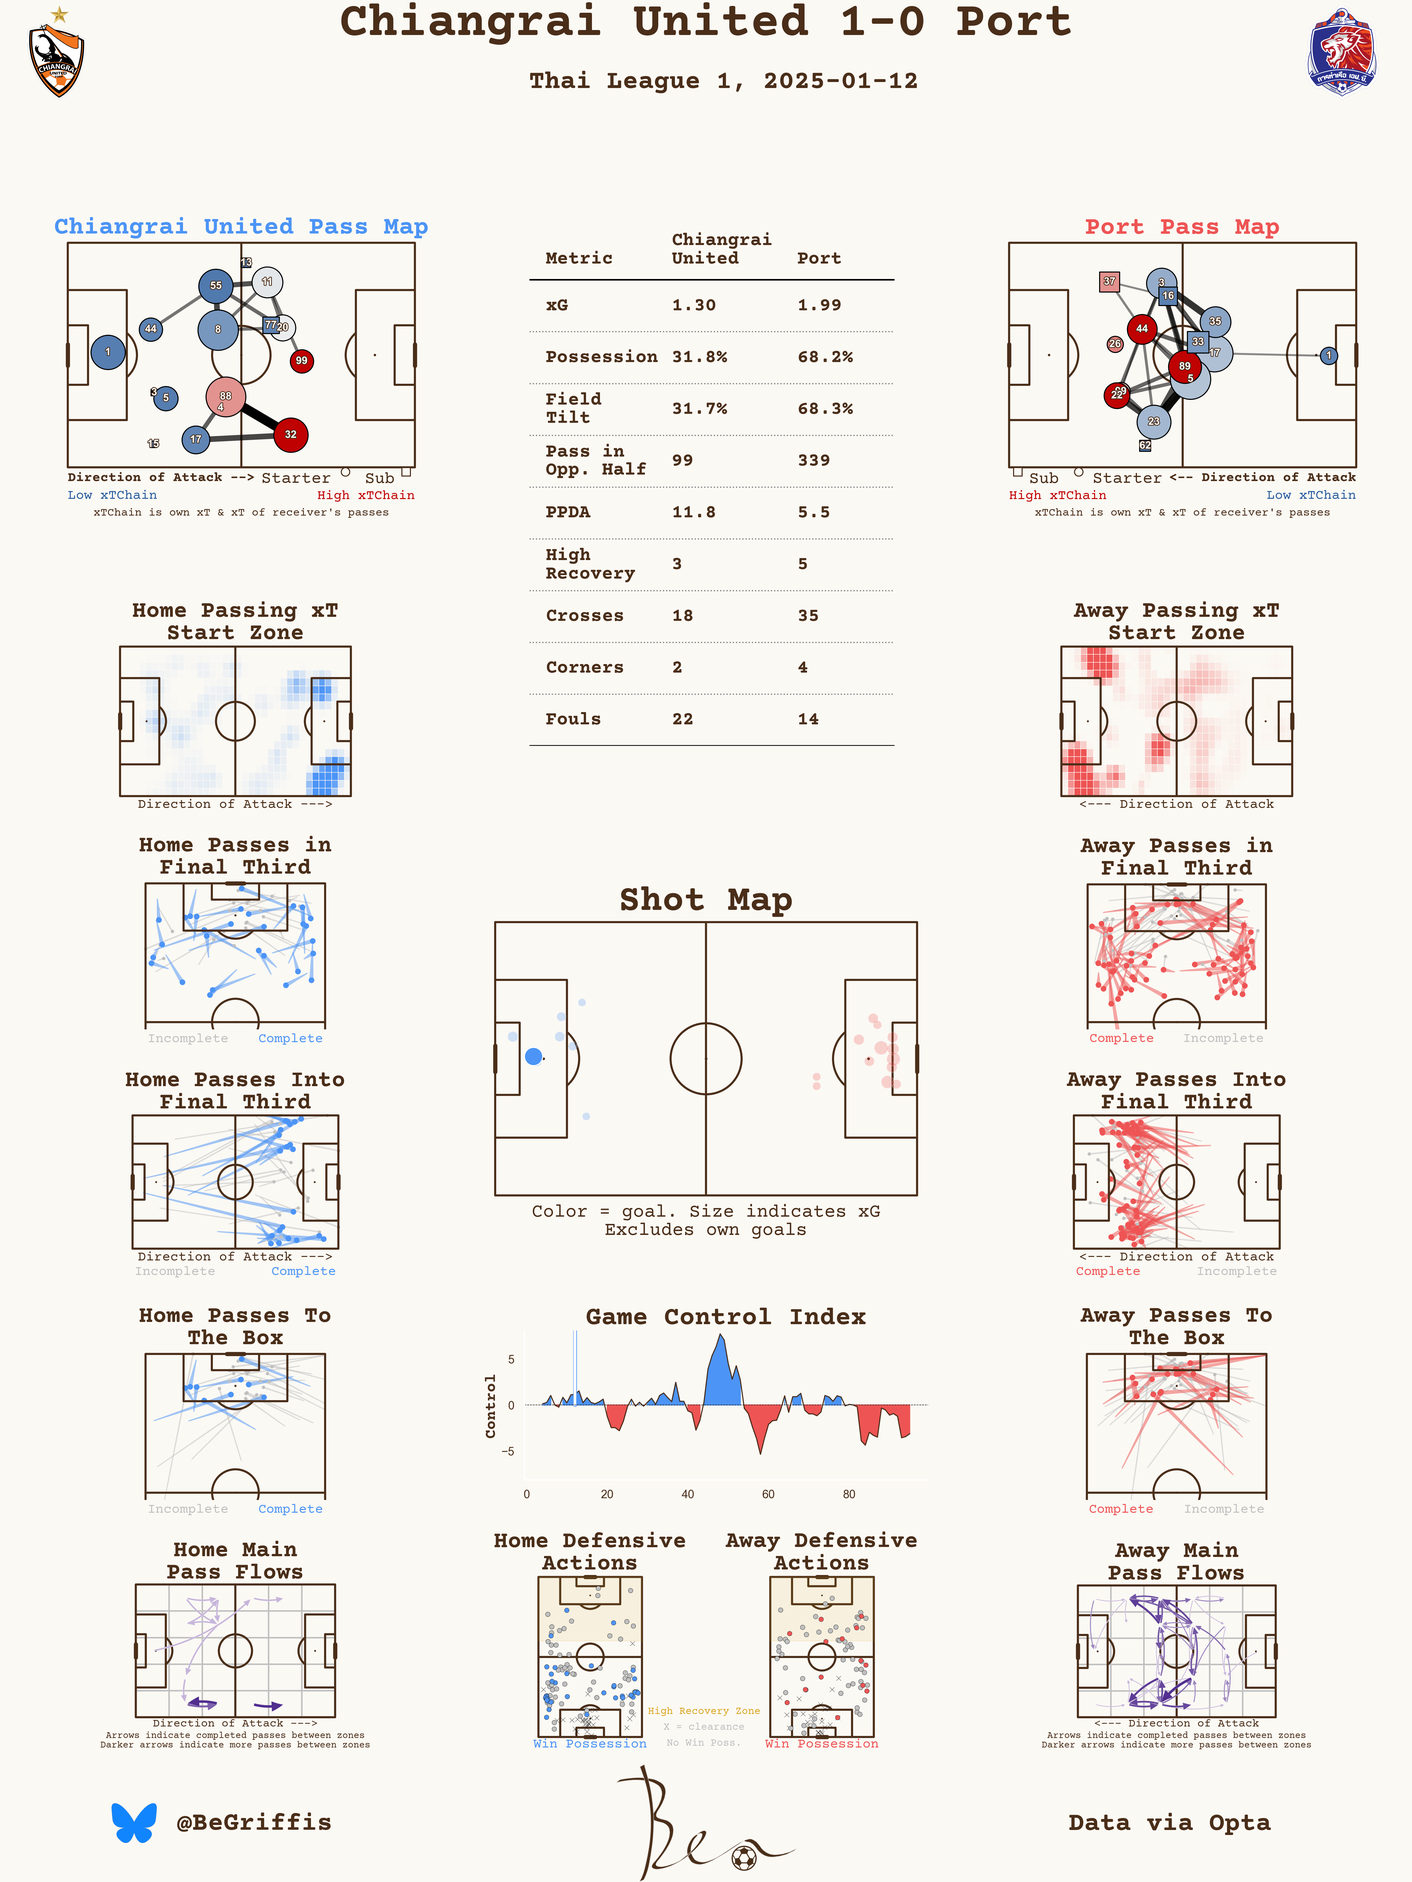 Chiangrai United 1-0 Port
Thai League 1, 2025-01-12
CHIANGRAI
UNITED
การท่าเรือ เอฟ.ซี.
Chiangrai United Pass Map
13
55
11
44
8
77
20
1
99
3
5
88
4
15
17
32
Direction of Attack --> Starter Sub
Low xTChain High xTChain
xTChain is own xT & xT of receiver's passes
Metric Chiangrai United Port
xG 1.30 1.99
Possession 31.8% 68.2%
Field Tilt 31.7% 68.3%
Pass in Opp. Half 99 339
PPDA 11.8 5.5
High Recovery 3 5
Crosses 18 35
Corners 2 4
Fouls 22 14
Port Pass Map
37
3
16
44
35
26
33
17
1
89
5
22
23
62
Sub Starter <-- Direction of Attack
High xTChain Low xTChain
xTChain is own xT & xT of receiver's passes
Home Passing xT
Start Zone
Direction of Attack --->
Away Passing xT
Start Zone
<--- Direction of Attack
Home Passes in
Final Third
Incomplete Complete
Shot Map
Color = goal. Size indicates xG
Excludes own goals
Away Passes in
Final Third
Complete Incomplete
Home Passes Into
Final Third
Direction of Attack --->
Incomplete Complete
Away Passes Into
Final Third
<--- Direction of Attack
Complete Incomplete
Home Passes To
The Box
Incomplete Complete
Game Control Index
Control
5
0
−5
0 20 40 60 80
Away Passes To
The Box
Complete Incomplete
Home Main
Pass Flows
Direction of Attack --->
Arrows indicate completed passes between zones
Darker arrows indicate more passes between zones
Home Defensive
Actions
Win Possession
High Recovery Zone
X = clearance
No Win Poss.
Away Defensive
Actions
Win Possession
Away Main
Pass Flows
<--- Direction of Attack
Arrows indicate completed passes between zones
Darker arrows indicate more passes between zones
@BeGriffis
Ben
Data via Opta